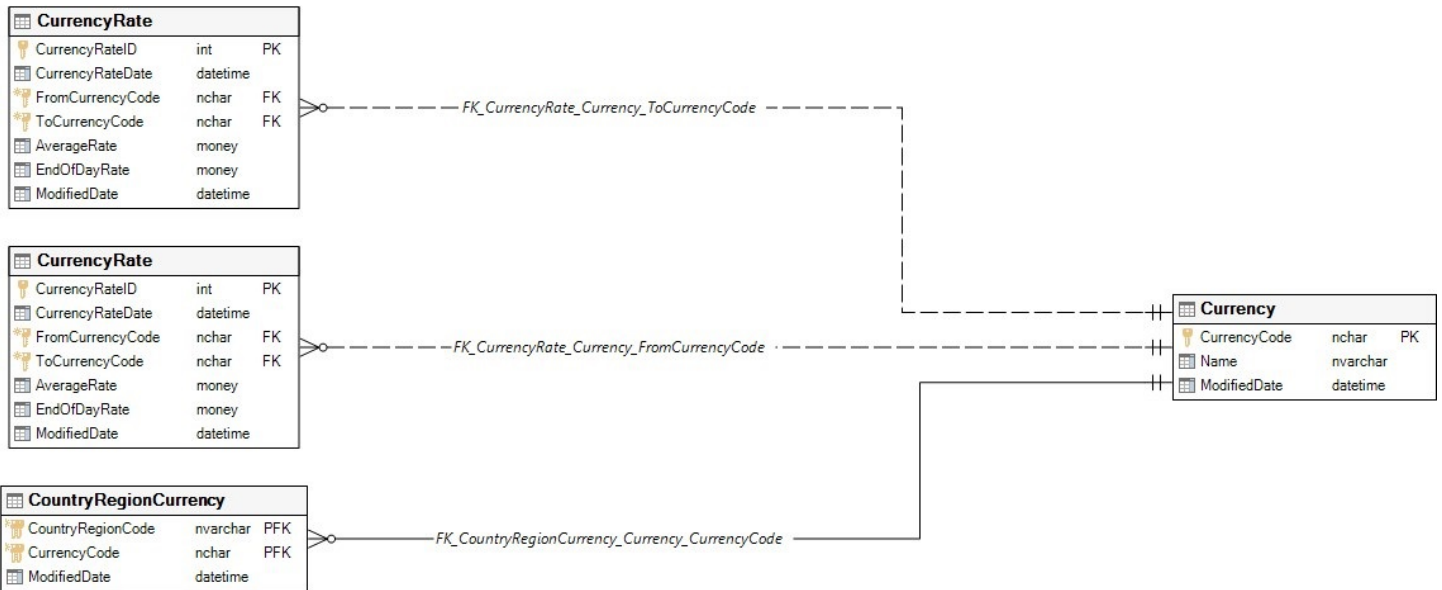 CurrencyRate
CurrencyRateID int PK
CurrencyRateDate datetime
FromCurrencyCode nchar FK
ToCurrencyCode nchar FK
AverageRate money
EndOfDayRate money
ModifiedDate datetime
FK_CurrencyRate_Currency_ToCurrencyCode
CurrencyRate
CurrencyRateID int PK
CurrencyRateDate datetime
FromCurrencyCode nchar FK
ToCurrencyCode nchar FK
AverageRate money
EndOfDayRate money
ModifiedDate datetime
FK_CurrencyRate_Currency_FromCurrencyCode
Currency
CurrencyCode nchar PK
Name nvarchar
ModifiedDate datetime
CountryRegionCurrency
CountryRegionCode nvarchar PFK
CurrencyCode nchar PFK
ModifiedDate datetime
FK_CountryRegionCurrency_Currency_CurrencyCode